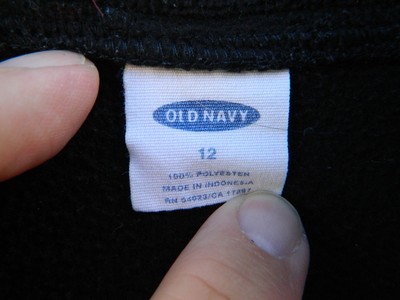 OLD NAVY
12
100% POLYESTER
MADE IN INDONESIA
RN 54023/CA